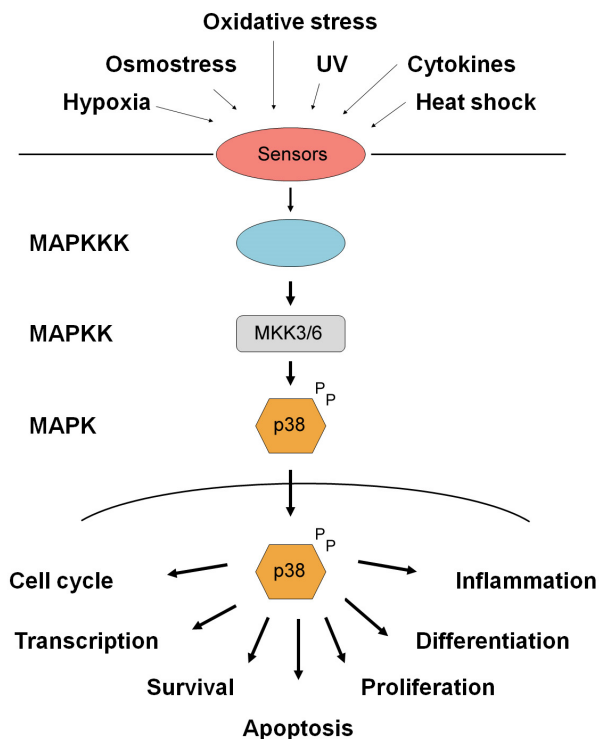 Oxidative stress
Osmostress
UV
Cytokines
Hypoxia
Heat shock
Sensors
MAPKKK
MAPKK
MKK3/6
P
P
MAPK
p38
P
P
p38
Cell cycle
Inflammation
Transcription
Differentiation
Survival
Proliferation
Apoptosis